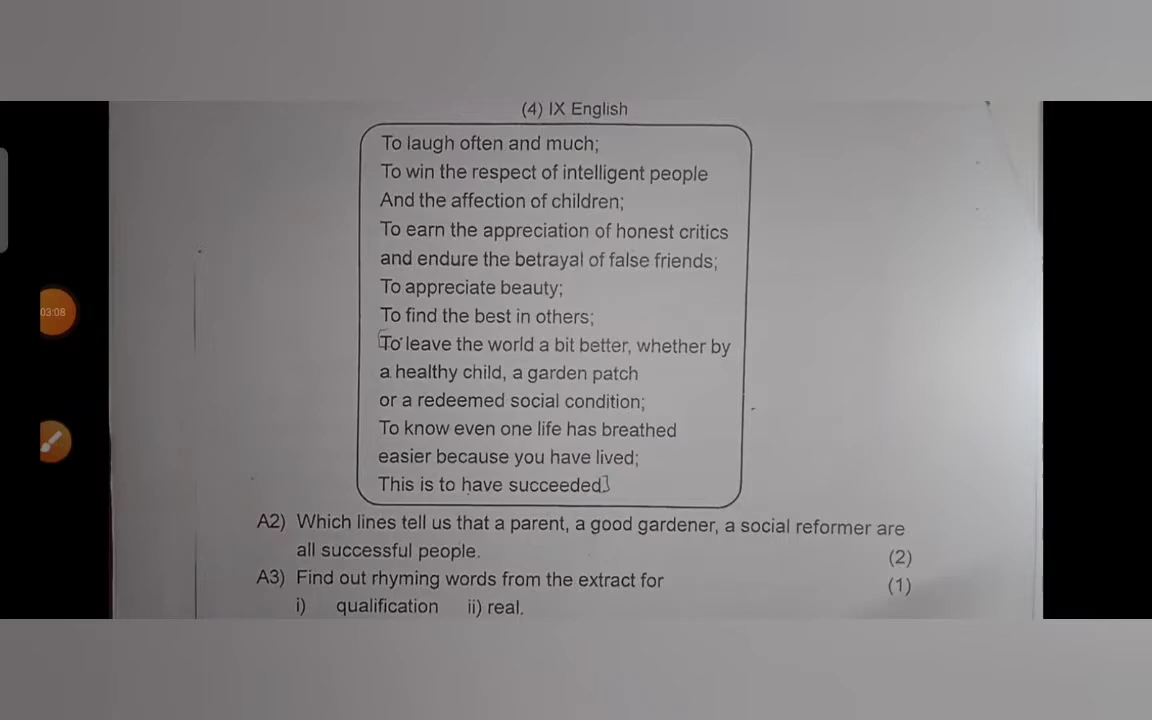 (4) IX English
To laugh often and much;
To win the respect of intelligent people
And the affection of children;
To earn the appreciation of honest critics
and endure the betrayal of false friends;
To appreciate beauty;
To find the best in others;
To leave the world a bit better, whether by
a healthy child, a garden patch
or a redeemed social condition;
To know even one life has breathed
easier because you have lived;
This is to have succeeded
03:08
A2) Which lines tell us that a parent, a good gardener, a social reformer are
all successful people. (2)
A3) Find out rhyming words from the extract for (1)
i) qualification ii) real.